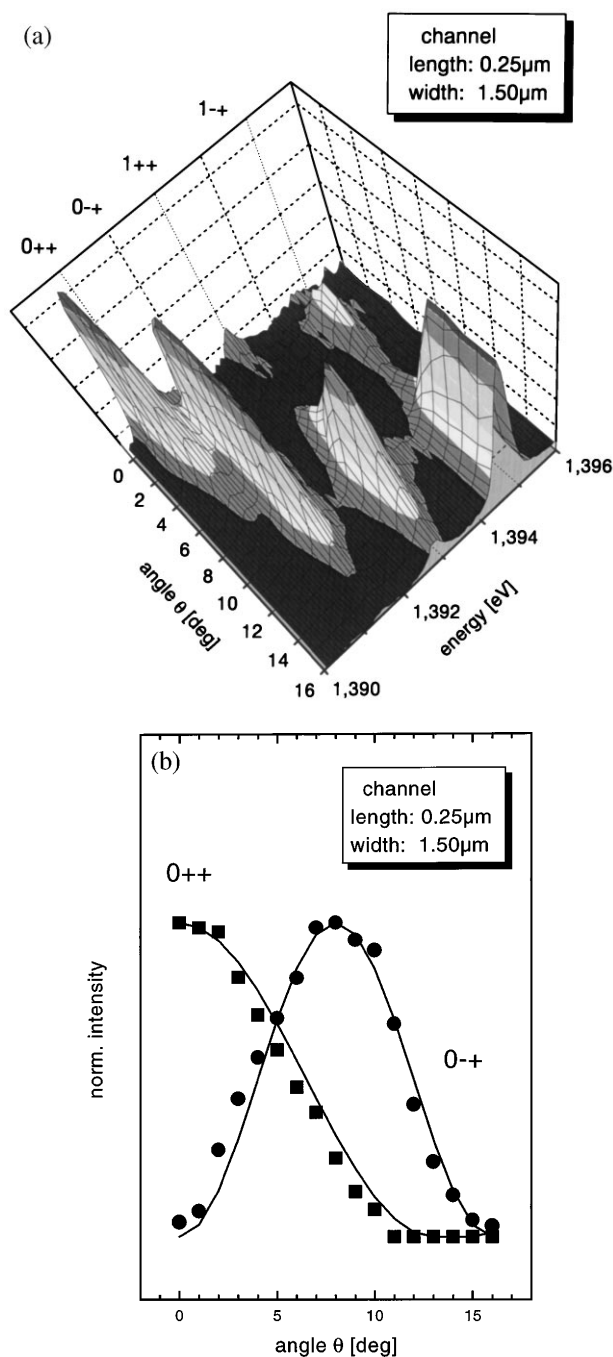 (a)
channel
length: 0.25µm
width: 1.50µm
1-+
1++
0-+
0++
0
2
4
6
8
10
12
14
16
angle θ [deg]
1,390
1,392
1,394
1,396
energy [eV]
(b)
channel
length: 0.25µm
width: 1.50µm
0++
0-+
norm. intensity
0 5 10 15
angle θ [deg]